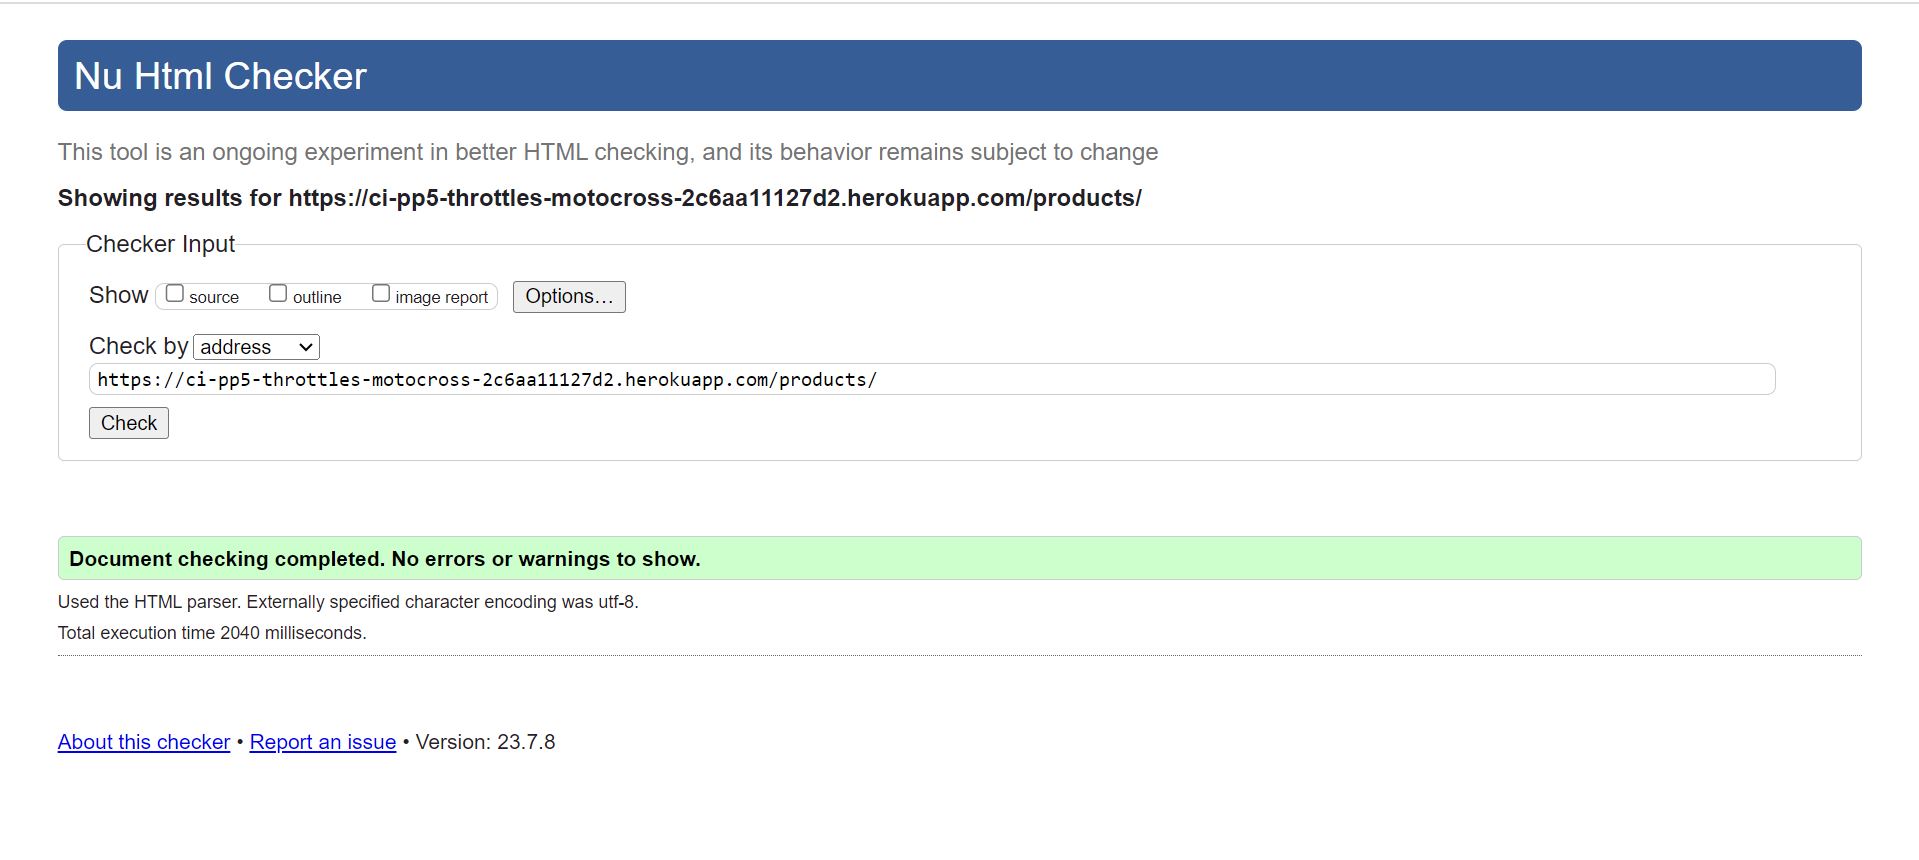 Nu Html Checker
This tool is an ongoing experiment in better HTML checking, and its behavior remains subject to change
Showing results for https://ci-pp5-throttles-motocross-2c6aa11127d2.herokuapp.com/products/
Checker Input
Show source outline image report Options...
Check by address
https://ci-pp5-throttles-motocross-2c6aa11127d2.herokuapp.com/products/
Check
Document checking completed. No errors or warnings to show.
Used the HTML parser. Externally specified character encoding was utf-8.
Total execution time 2040 milliseconds.
About this checker • Report an issue • Version: 23.7.8